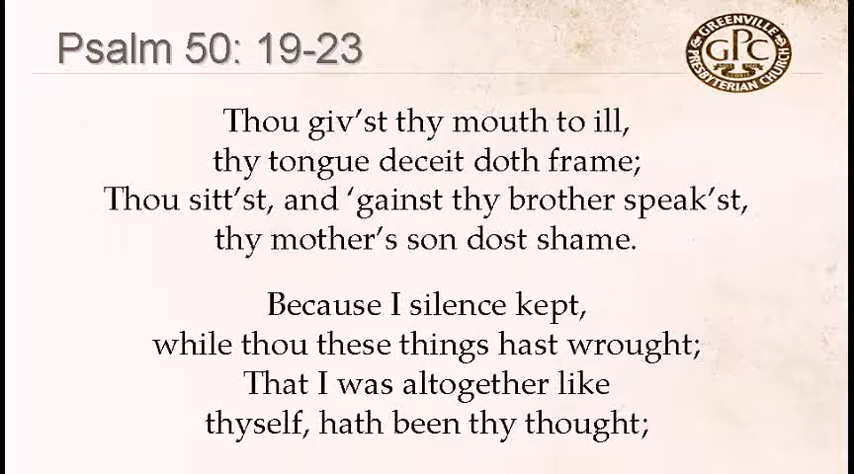 Psalm 50: 19-23
GREENVILLE
GPC
PRESBYTERIAN CHURCH
Thou giv’st thy mouth to ill,
thy tongue deceit doth frame;
Thou sitt’st, and ‘gainst thy brother speak’st,
thy mother’s son dost shame.
Because I silence kept,
while thou these things hast wrought;
That I was altogether like
thyself, hath been thy thought;